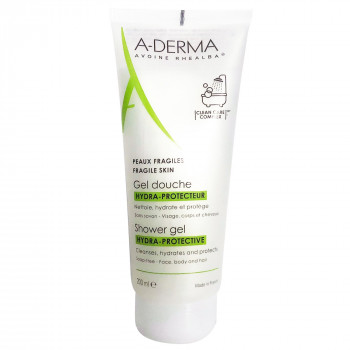 A-DERMA
AVOINE RHEALBA
CLEAN CARE
COMPLEX
PEAUX FRAGILES
FRAGILE SKIN
Gel douche
HYDRA-PROTECTEUR
Nettoie, hydrate et protège
Sans savon - Visage, corps et cheveux
Shower gel
HYDRA-PROTECTIVE
Cleanses, hydrates and protects
Soap-free - Face, body and hair
200 ml e
Made in France